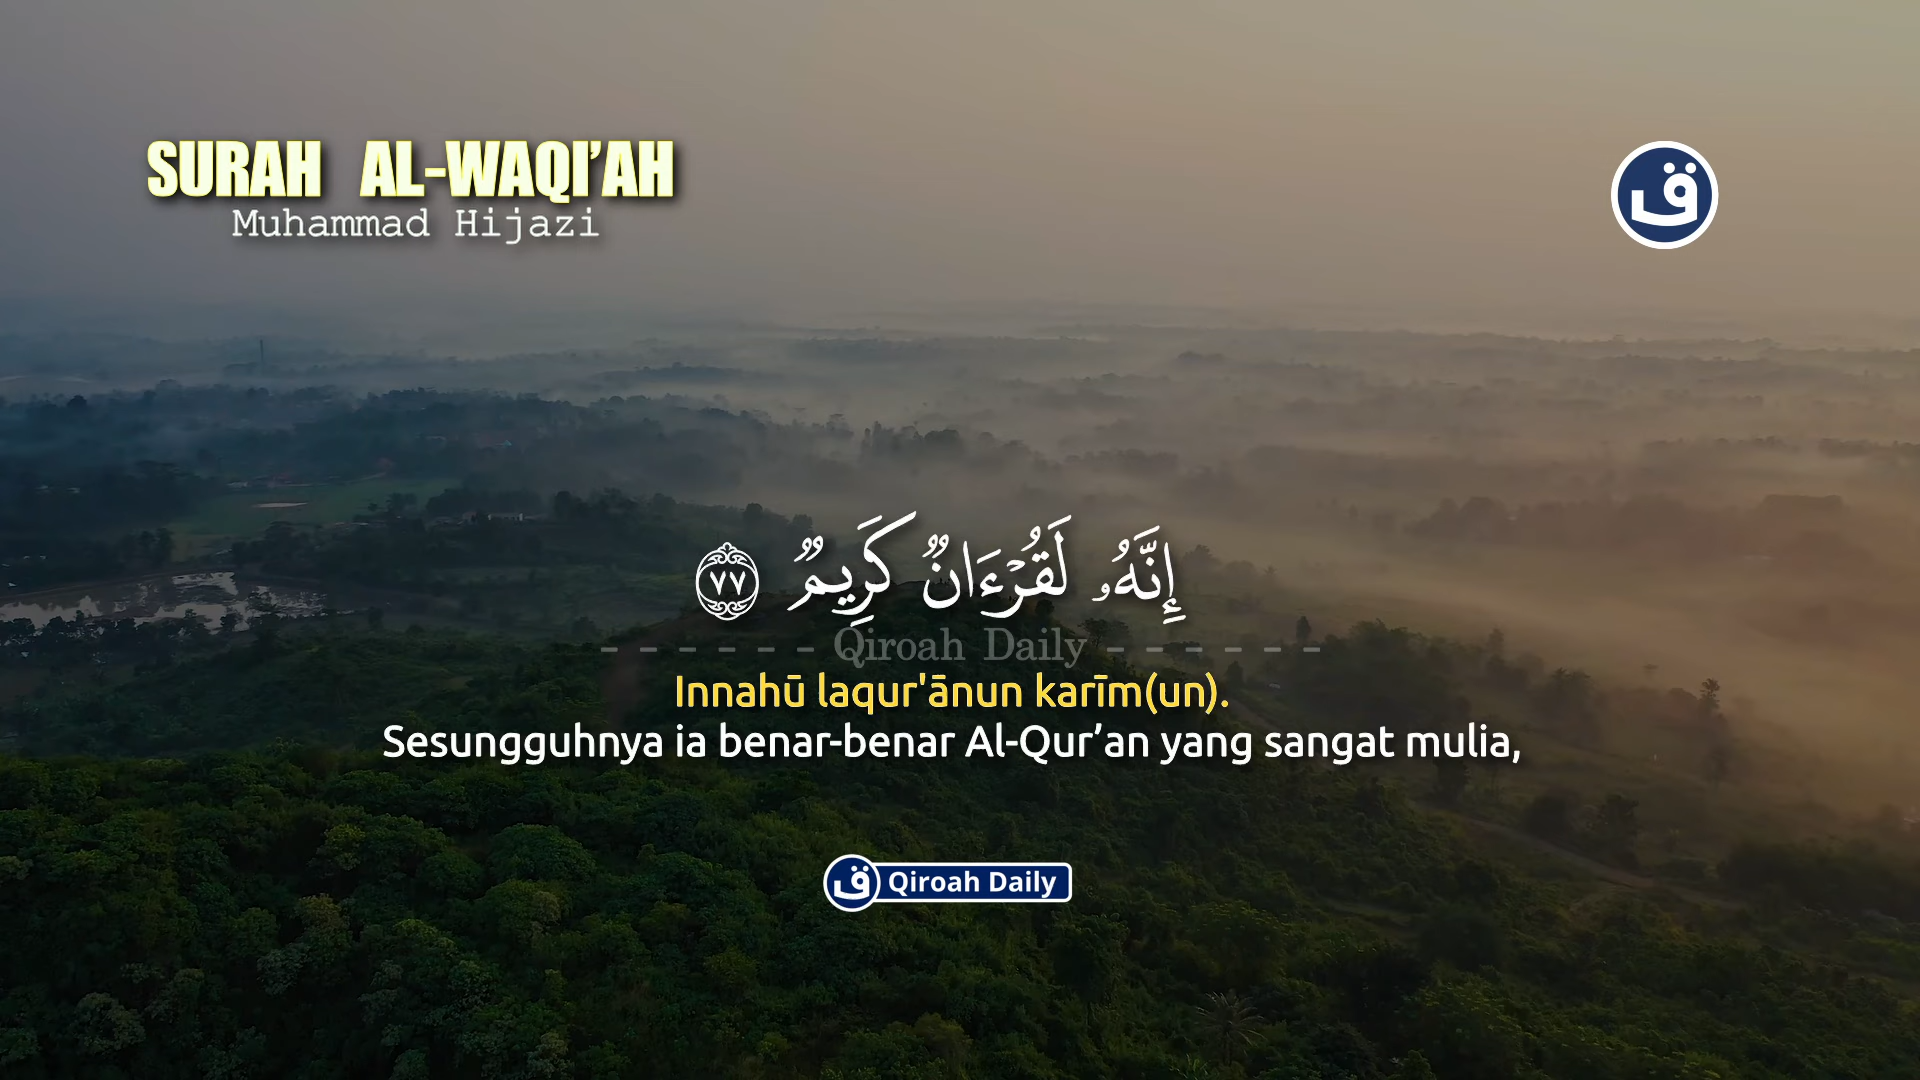 SURAH AL-WAQI’AH
Muhammad Hijazi
ق
إِنَّهُۥ لَقُرْءَانٌ كَرِيمٌ ٧٧
- - - - - - Qiroah Daily - - - - - -
Innahū laqur'ānun karīm(un).
Sesungguhnya ia benar-benar Al-Qur’an yang sangat mulia,
ق Qiroah Daily